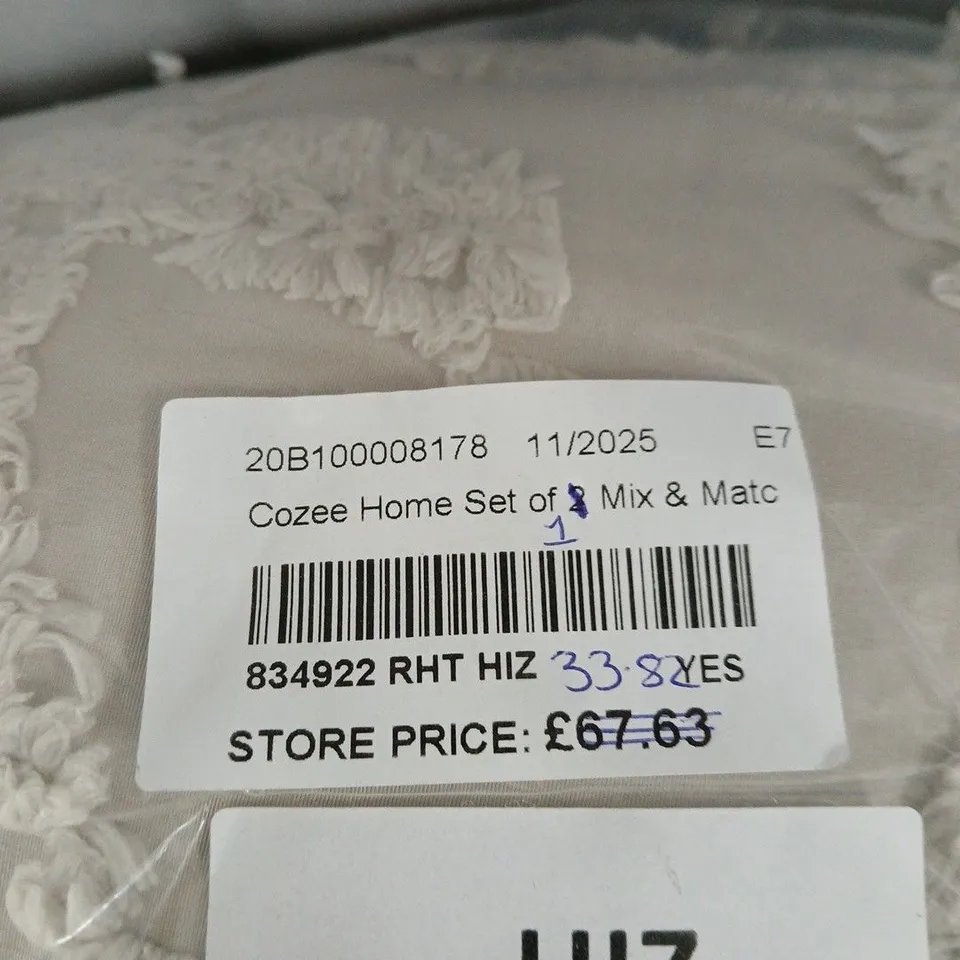 20B100008178 11/2025 E7
Cozee Home Set of Mix & Matc
1
834922 RHT HIZ 33.82 YES
STORE PRICE: £67.63